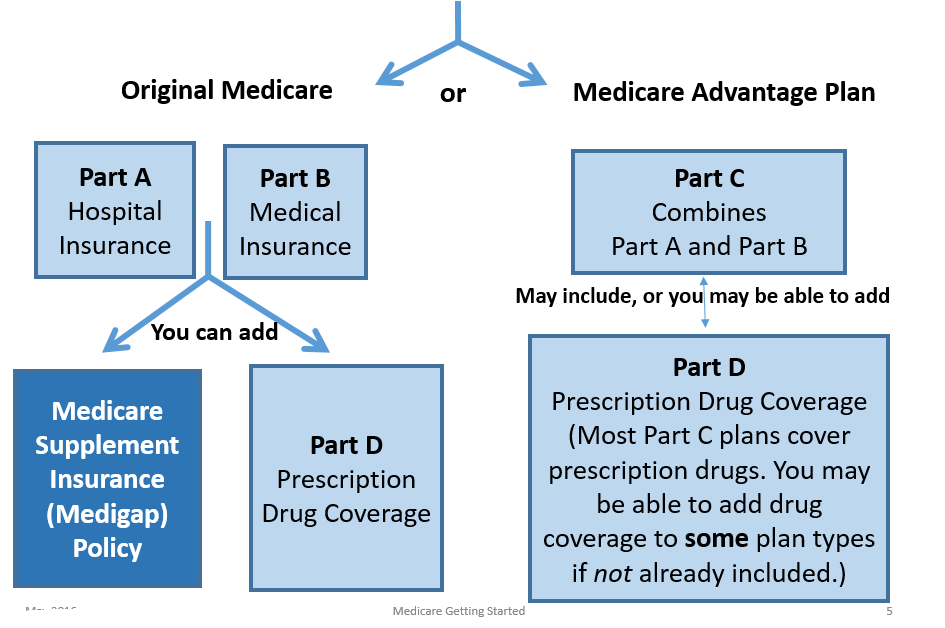 Original Medicare
or
Medicare Advantage Plan
Part A
Hospital
Insurance
Part B
Medical
Insurance
You can add
Medicare
Supplement
Insurance
(Medigap)
Policy
Part D
Prescription
Drug Coverage
Part C
Combines
Part A and Part B
May include, or you may be able to add
Part D
Prescription Drug Coverage
(Most Part C plans cover
prescription drugs. You may
be able to add drug
coverage to some plan types
if not already included.)
Medicare Getting Started
5